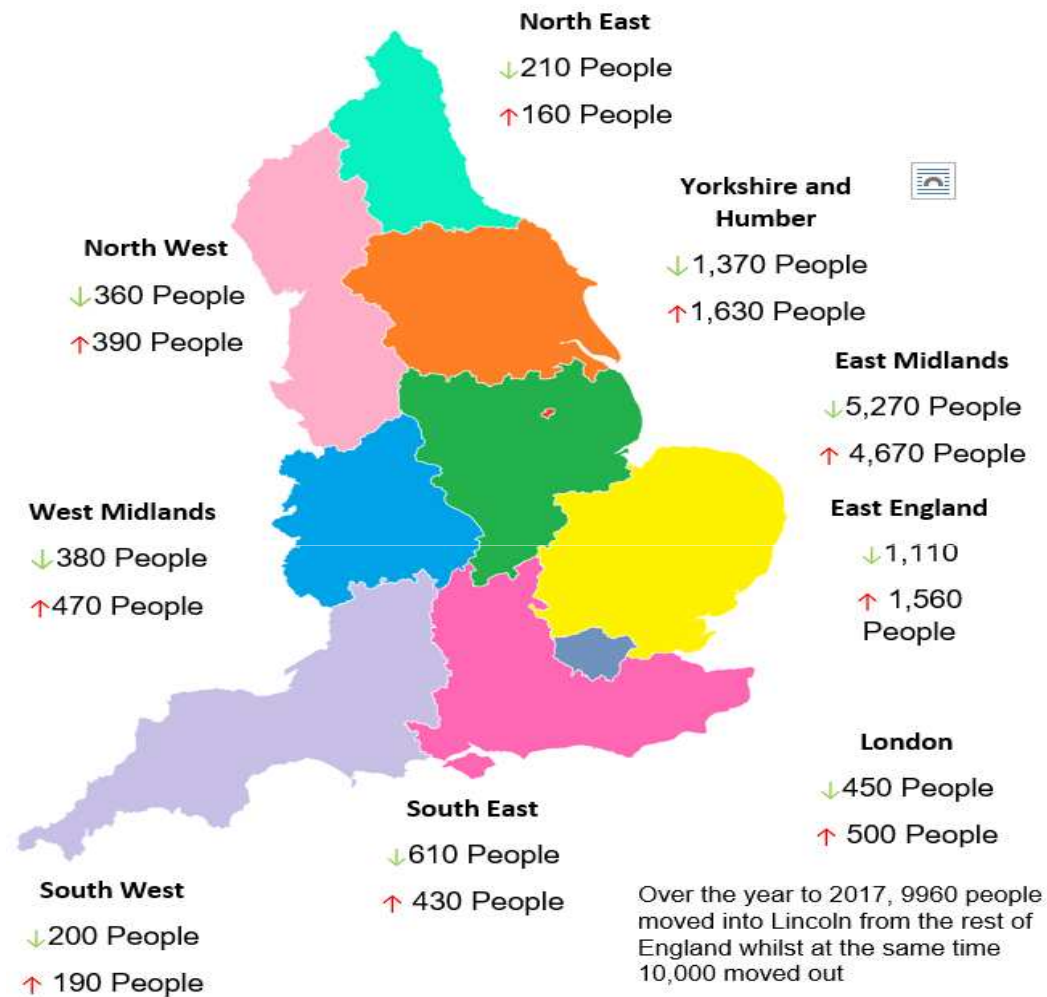 North East
↓210 People
↑160 People
Yorkshire and
Humber
↓1,370 People
↑1,630 People
North West
↓360 People
↑390 People
East Midlands
↓5,270 People
↑ 4,670 People
West Midlands
↓380 People
↑470 People
East England
↓1,110
↑ 1,560
People
London
↓450 People
↑ 500 People
South East
↓610 People
↑ 430 People
South West
↓200 People
↑ 190 People
Over the year to 2017, 9960 people
moved into Lincoln from the rest of
England whilst at the same time
10,000 moved out